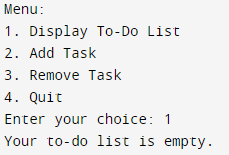 Menu:
1. Display To-Do List
2. Add Task
3. Remove Task
4. Quit
Enter your choice: 1
Your to-do list is empty.